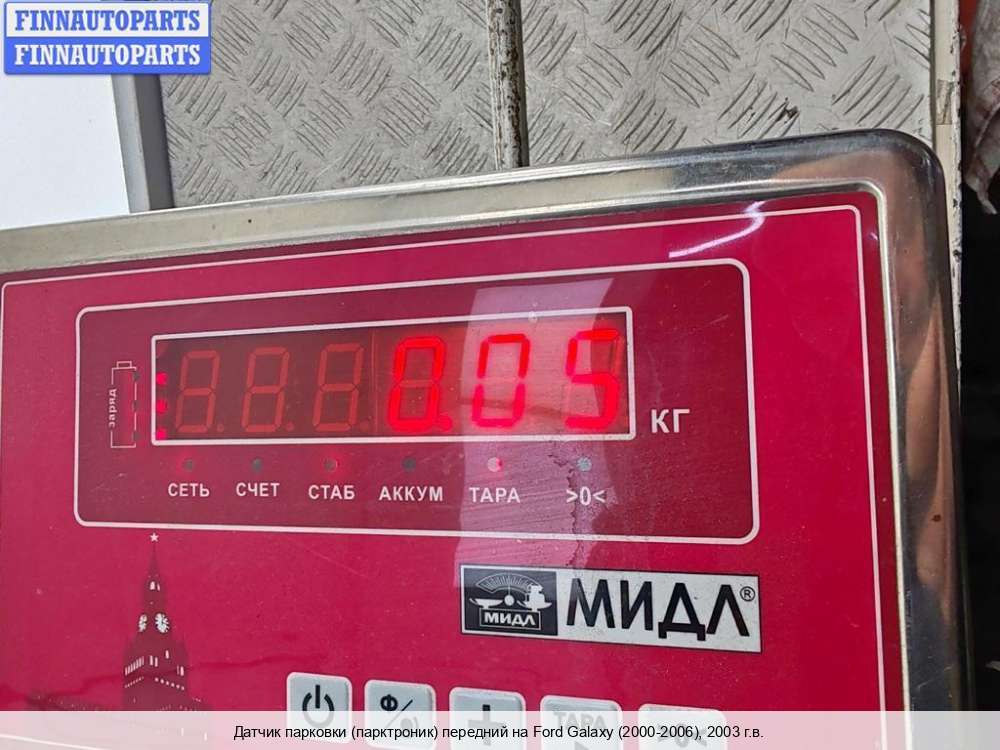 FINNAUTOPARTS
FINNAUTOPARTS
заряд
0.05
КГ
СЕТЬ СЧЕТ СТАБ АККУМ ТАРА >0<
МИДЛ МИДЛ®
ТАРА
Датчик парковки (парктроник) передний на Ford Galaxy (2000-2006), 2003 г.в.